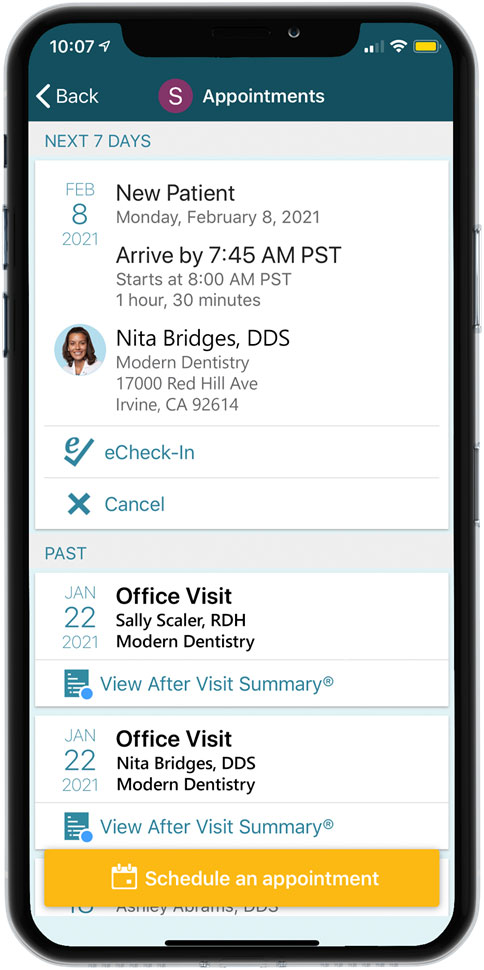 10:07
Back
S
Appointments
NEXT 7 DAYS
FEB
8
2021
New Patient
Monday, February 8, 2021
Arrive by 7:45 AM PST
Starts at 8:00 AM PST
1 hour, 30 minutes
Nita Bridges, DDS
Modern Dentistry
17000 Red Hill Ave
Irvine, CA 92614
eCheck-In
Cancel
PAST
JAN
22
2021
Office Visit
Sally Scaler, RDH
Modern Dentistry
View After Visit Summary®
JAN
22
2021
Office Visit
Nita Bridges, DDS
Modern Dentistry
View After Visit Summary®
Schedule an appointment
Ashley Abrams, DDS